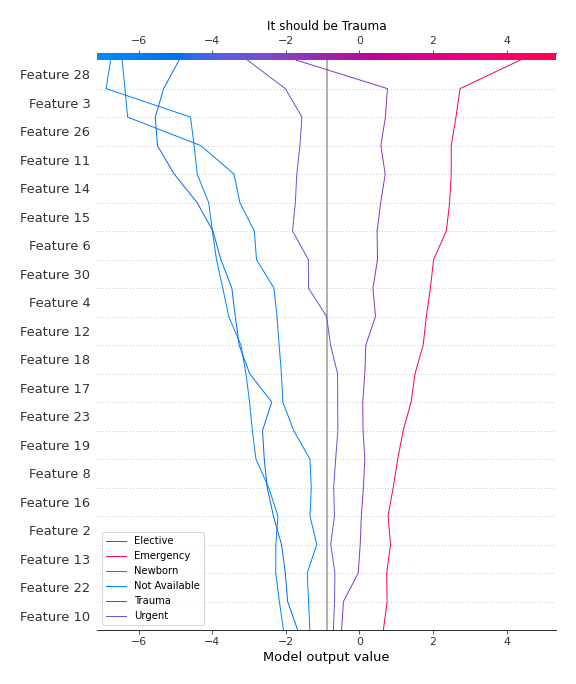 It should be Trauma
−6 −4 −2 0 2 4
Feature 28
Feature 3
Feature 26
Feature 11
Feature 14
Feature 15
Feature 6
Feature 30
Feature 4
Feature 12
Feature 18
Feature 17
Feature 23
Feature 19
Feature 8
Feature 16
Feature 2
Feature 13
Feature 22
Feature 10
Elective
Emergency
Newborn
Not Available
Trauma
Urgent
−6 −4 −2 0 2 4
Model output value